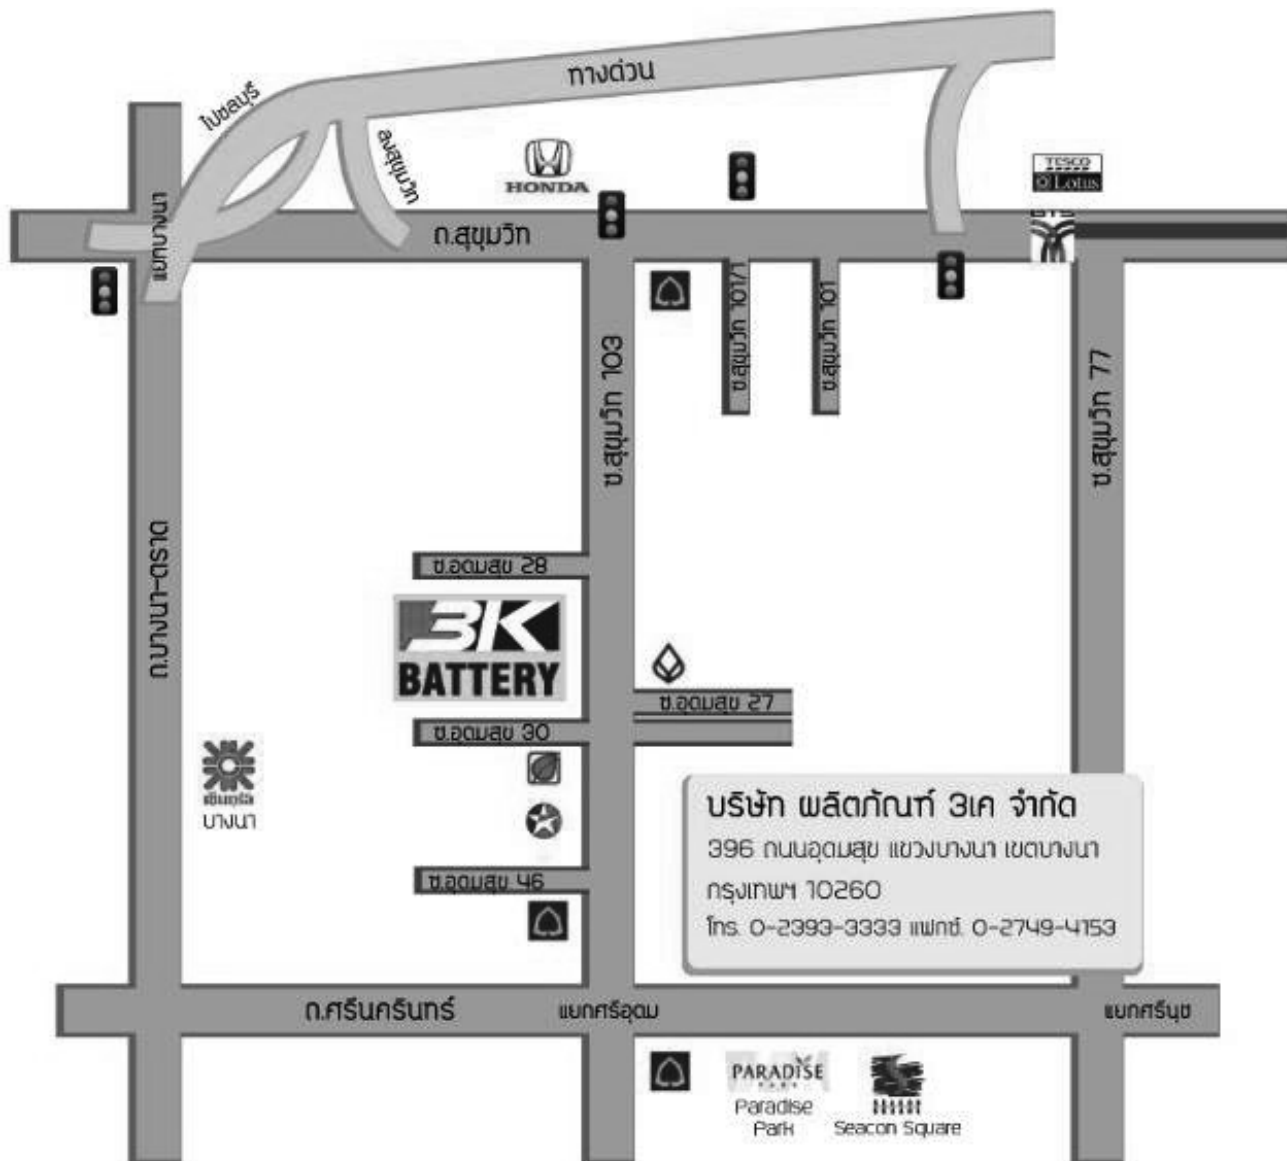 ทางด่วน
ไปชลบุรี
ลงสุขุมวิท
HONDA
TESCO
Lotus
แยกบางนา
ถ.สุขุมวิท
ซ.สุขุมวิท 101/1
ซ.สุขุมวิท 101
ซ.สุขุมวิท 103
ซ.สุขุมวิท 77
ถ.บางนา-ตราด
ซ.อุดมสุข 28
3K
BATTERY
ซ.อุดมสุข 27
ซ.อุดมสุข 30
เซ็นทรัล
บางนา
บริษัท ผลิตภัณฑ์ 3เค จำกัด
396 ถนนอุดมสุข แขวงบางนา เขตบางนา
กรุงเทพฯ 10260
โทร. 0-2393-3333 แฟกซ์. 0-2749-4153
ซ.อุดมสุข 46
ถ.ศรีนครินทร์
แยกศรีอุดม
แยกศรีนุช
PARADISE
PARK
Paradise
Park
Seacon Square